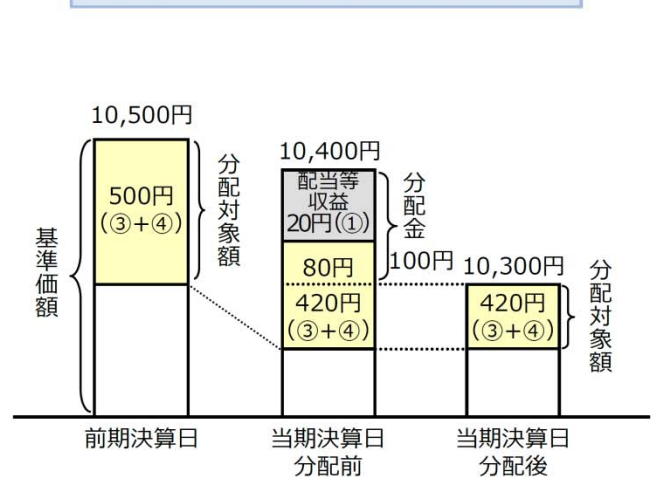 10,500円
500円
(③+④)
分配対象額
基準価額
10,400円
配当等
収益
20円(①)
80円
420円
(③+④)
分配金
100円
10,300円
420円
(③+④)
分配対象額
前期決算日
当期決算日
分配前
当期決算日
分配後